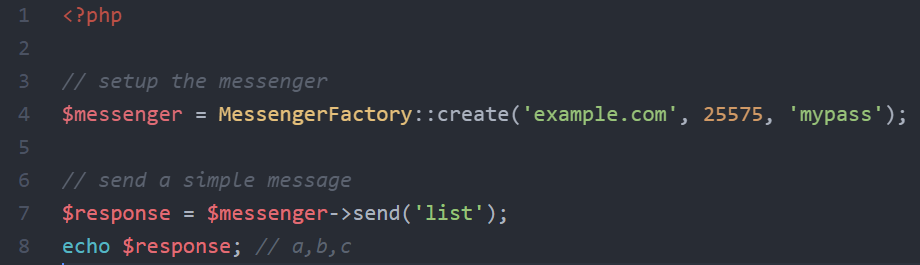 1 <?php
2
3 // setup the messenger
4 $messenger = MessengerFactory::create('example.com', 25575, 'mypass');
5
6 // send a simple message
7 $response = $messenger->send('list');
8 echo $response; // a,b,c